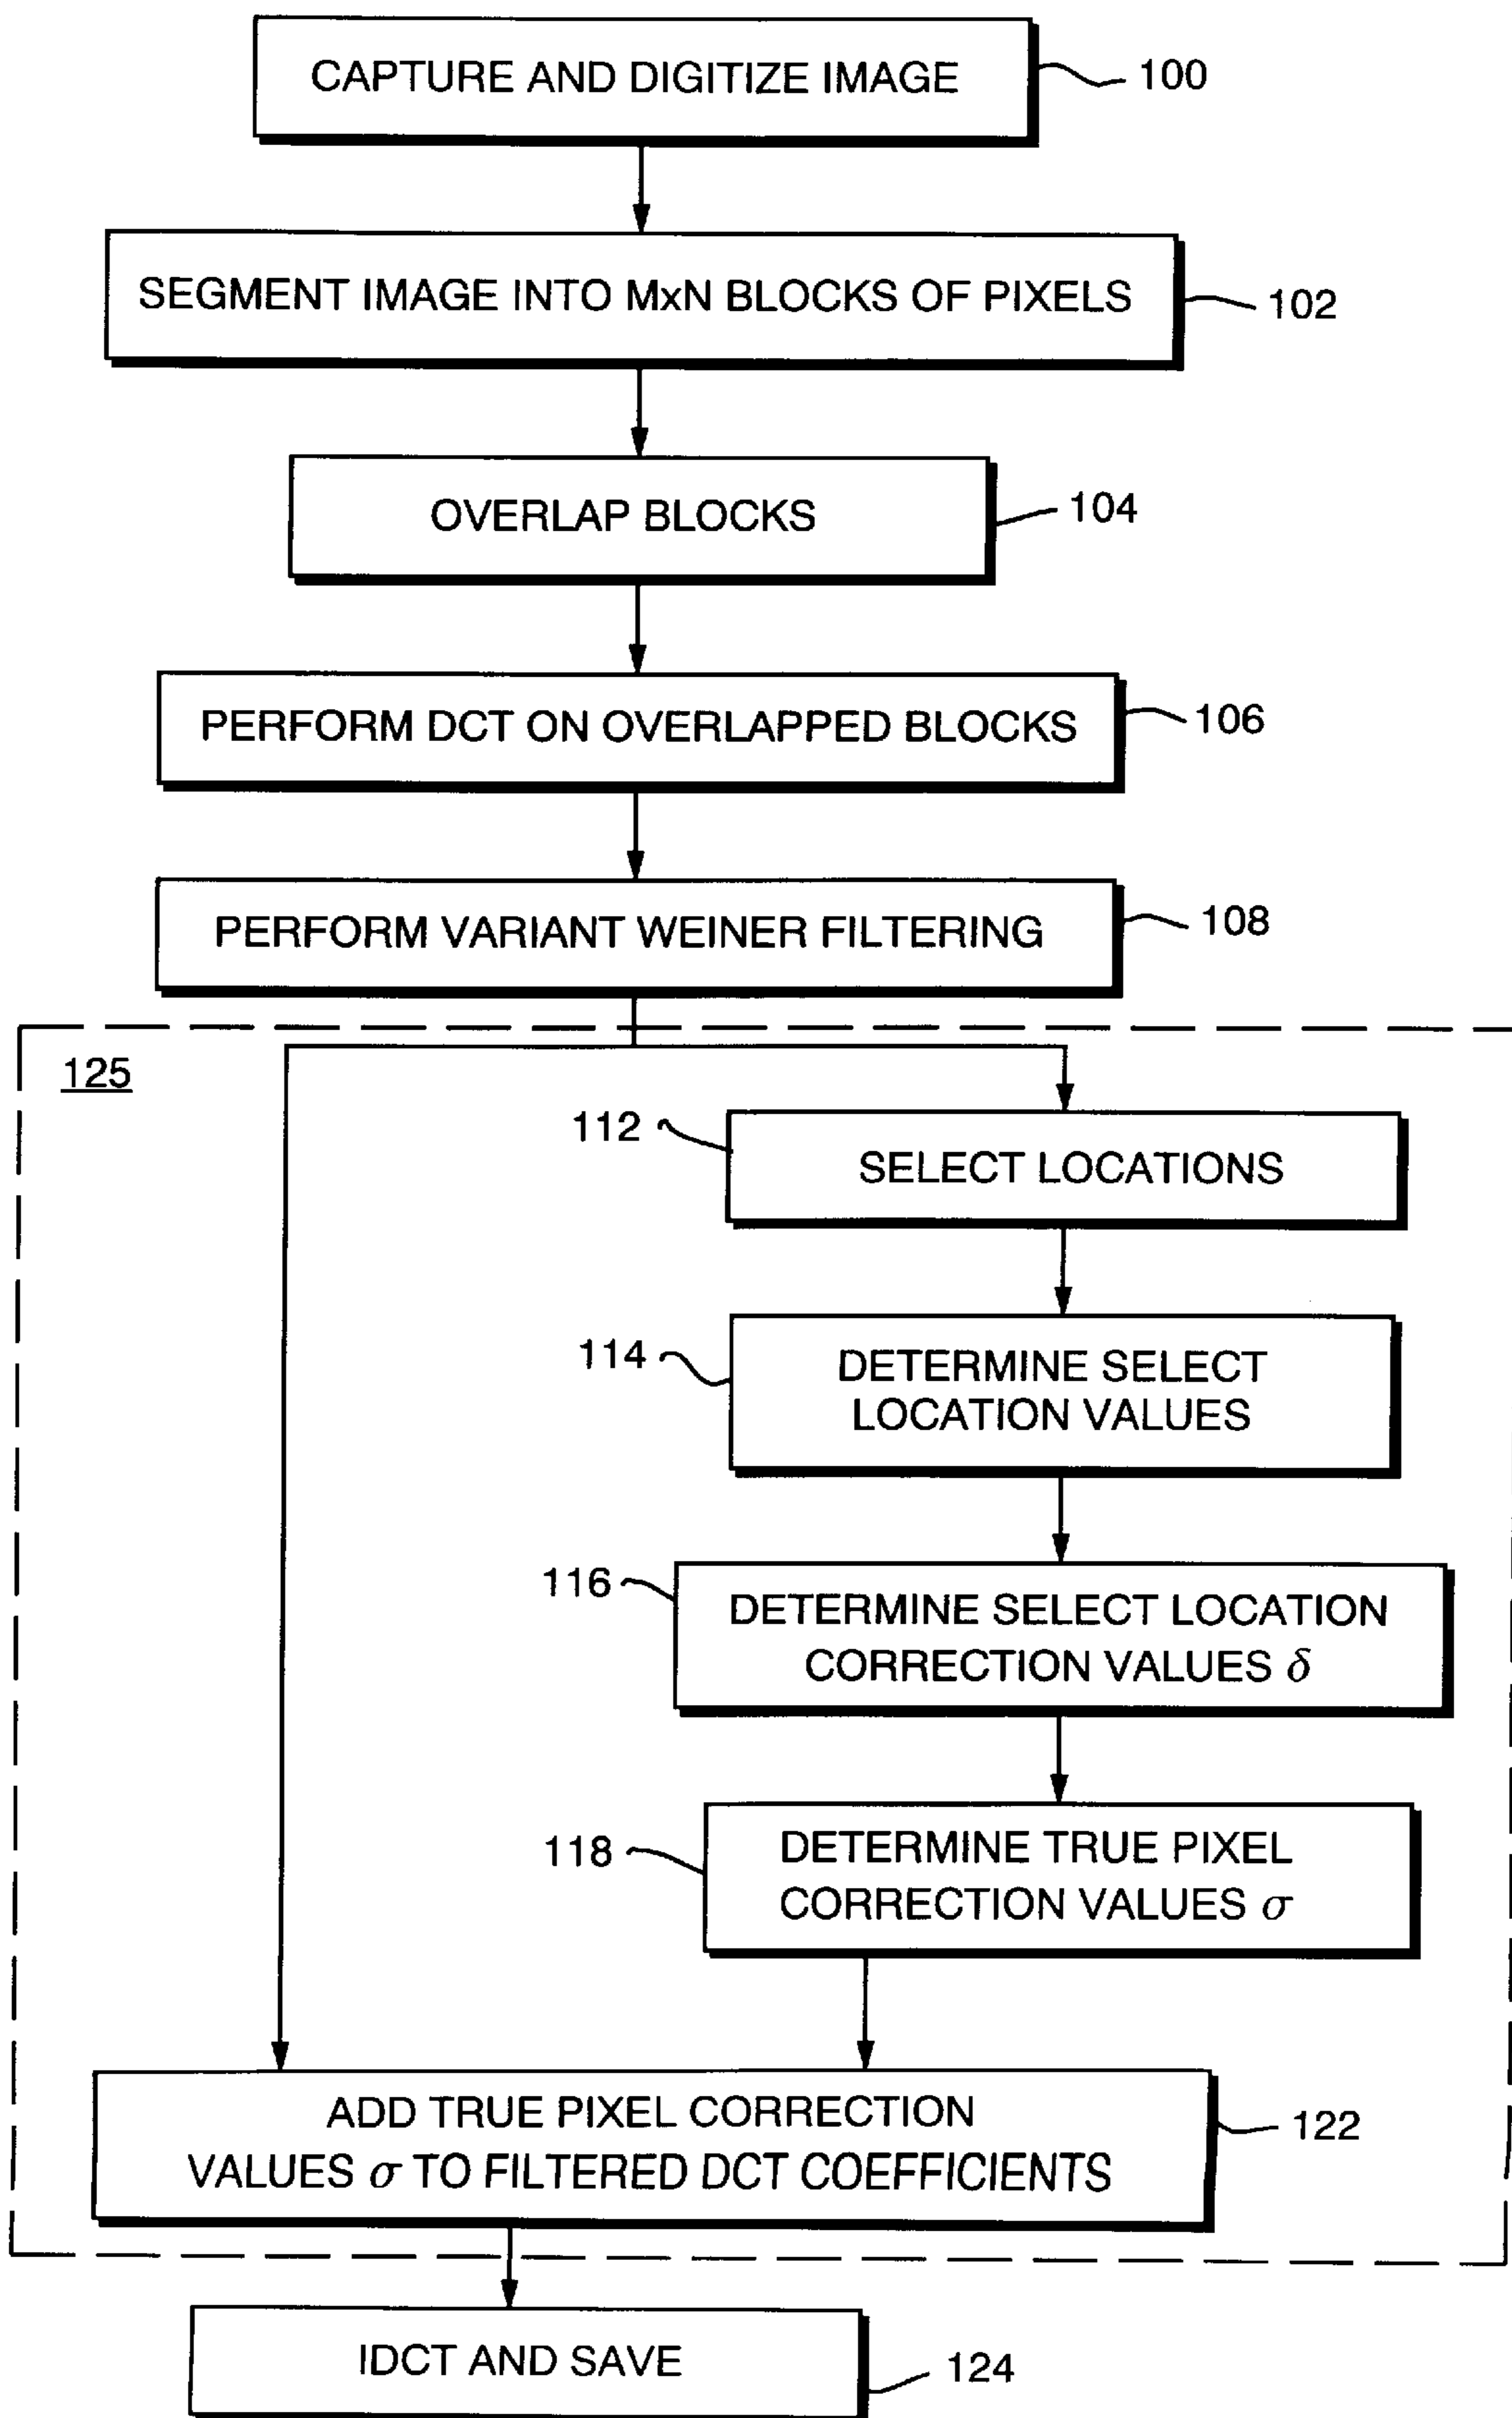 CAPTURE AND DIGITIZE IMAGE
100
SEGMENT IMAGE INTO MxN BLOCKS OF PIXELS
102
OVERLAP BLOCKS
104
PERFORM DCT ON OVERLAPPED BLOCKS
106
PERFORM VARIANT WEINER FILTERING
108
125
112
SELECT LOCATIONS
114
DETERMINE SELECT
LOCATION VALUES
116
DETERMINE SELECT LOCATION
CORRECTION VALUES δ
118
DETERMINE TRUE PIXEL
CORRECTION VALUES σ
ADD TRUE PIXEL CORRECTION
VALUES σ TO FILTERED DCT COEFFICIENTS
122
IDCT AND SAVE
124